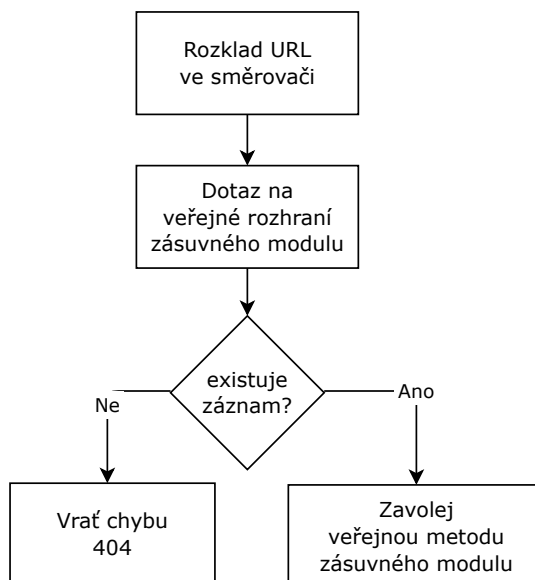 Rozklad URL
ve směrovači
Dotaz na
veřejné rozhraní
zásuvného modulu
existuje
záznam?
Ne
Ano
Vrať chybu
404
Zavolej
veřejnou metodu
zásuvného modulu